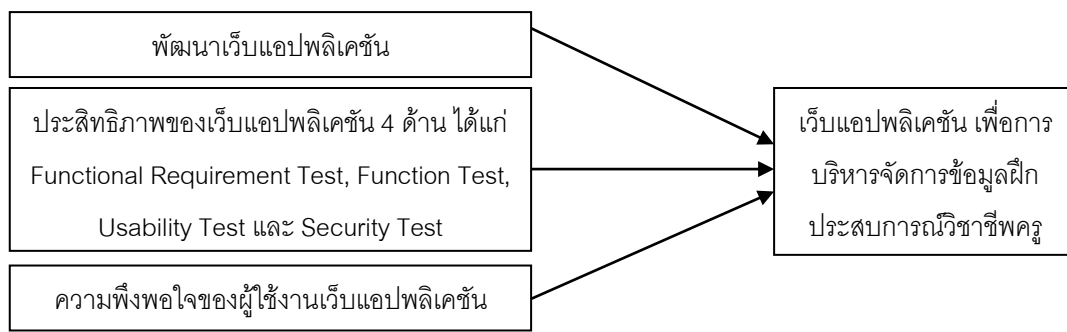 พัฒนาเว็บแอปพลิเคชัน
ประสิทธิภาพของเว็บแอปพลิเคชัน 4 ด้าน ได้แก่
Functional Requirement Test, Function Test,
Usability Test และ Security Test
ความพึงพอใจของผู้ใช้งานเว็บแอปพลิเคชัน
เว็บแอปพลิเคชัน เพื่อการ
บริหารจัดการข้อมูลฝึก
ประสบการณ์วิชาชีพครู